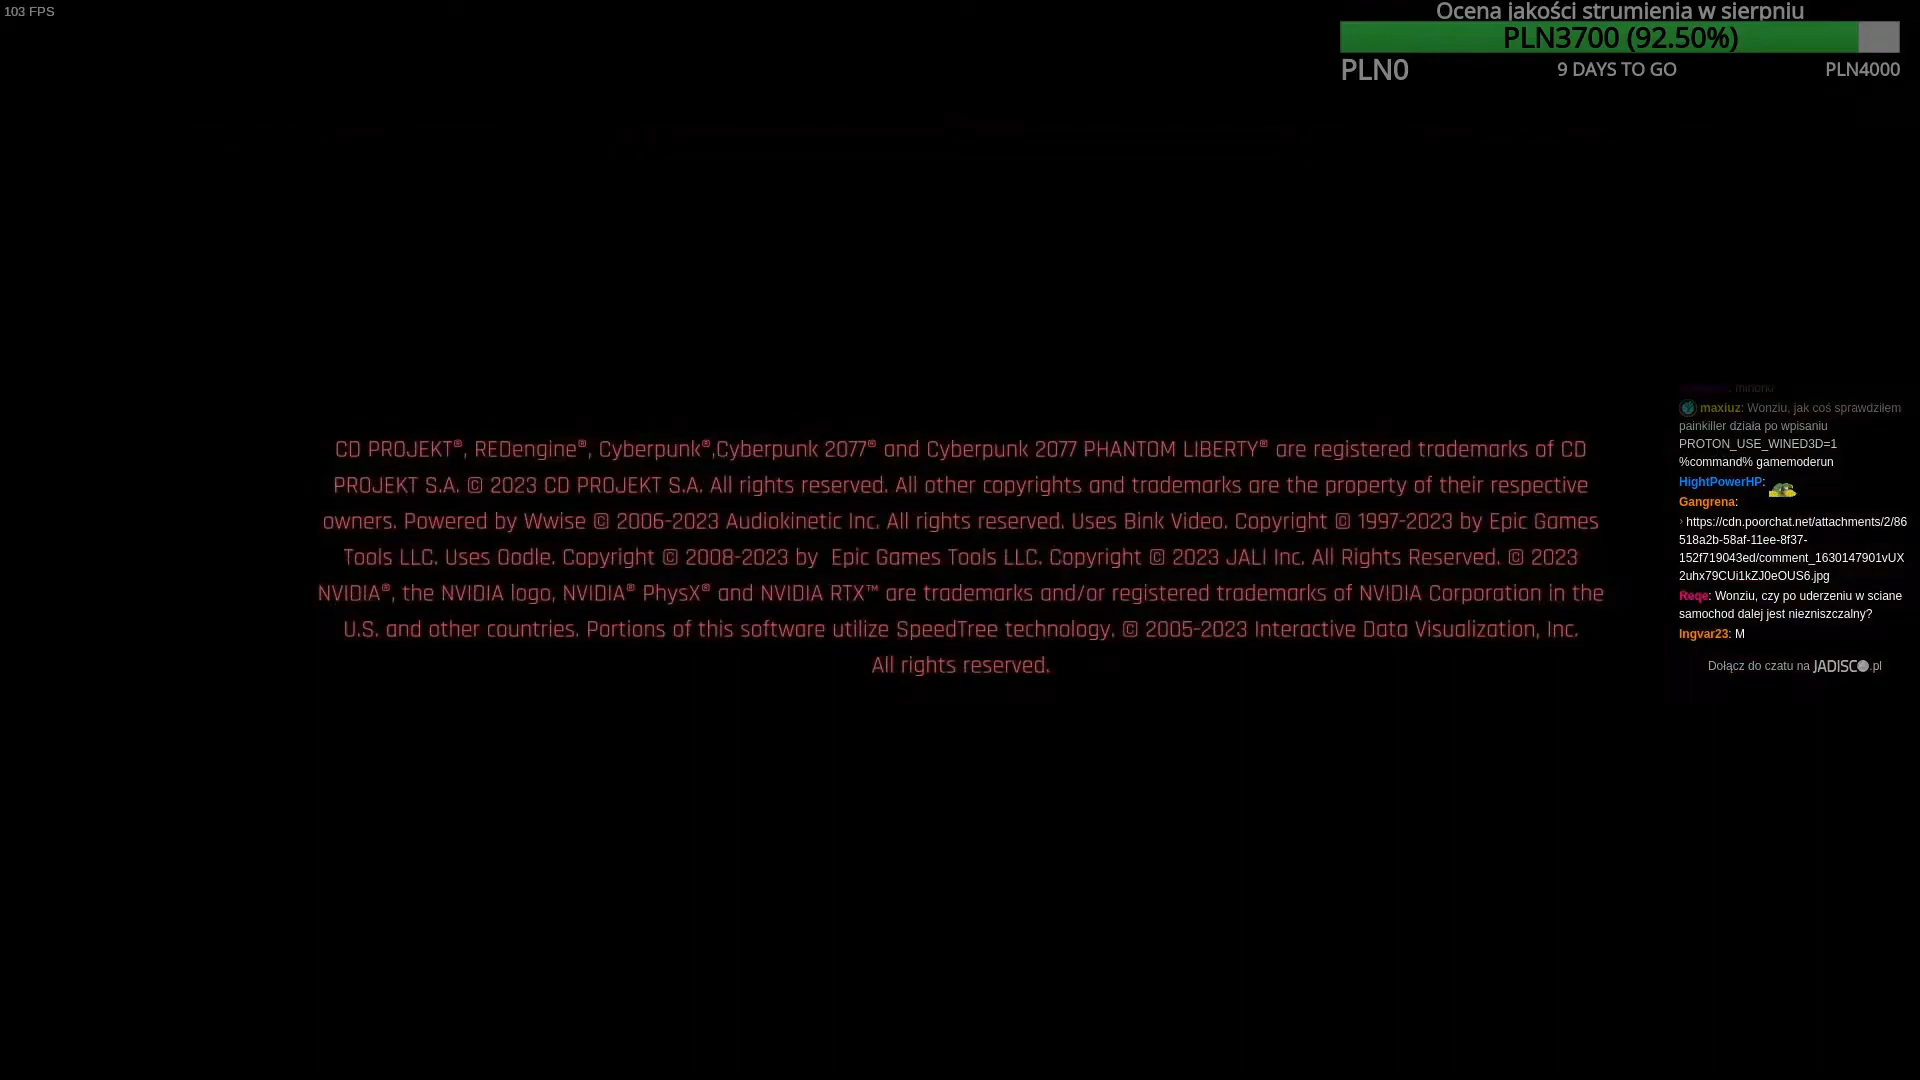 103 FPS
Ocena jakości strumienia w sierpniu
PLN3700 (92.50%)
PLN0 9 DAYS TO GO PLN4000
CD PROJEKT®, REDengine®, Cyberpunk®,Cyberpunk 2077® and Cyberpunk 2077 PHANTOM LIBERTY® are registered trademarks of CD
PROJEKT S.A. © 2023 CD PROJEKT S.A. All rights reserved. All other copyrights and trademarks are the property of their respective
owners. Powered by Wwise © 2006-2023 Audiokinetic Inc. All rights reserved. Uses Bink Video. Copyright © 1997-2023 by Epic Games
Tools LLC. Uses Oodle. Copyright © 2008-2023 by Epic Games Tools LLC. Copyright © 2023 JALI Inc. All Rights Reserved. © 2023
NVIDIA®, the NVIDIA logo, NVIDIA® PhysX® and NVIDIA RTX™ are trademarks and/or registered trademarks of NVIDIA Corporation in the
U.S. and other countries. Portions of this software utilize SpeedTree technology. © 2005-2023 Interactive Data Visualization, Inc.
All rights reserved.
: minorki
maxiuz: Wonziu, jak coś sprawdziłem
painkiller działa po wpisaniu
PROTON_USE_WINED3D=1
%command% gamemoderun
HightPowerHP:
Gangrena:
› https://cdn.poorchat.net/attachments/2/86
518a2b-58af-11ee-8f37-
152f719043ed/comment_1630147901vUX
2uhx79CUi1kZJ0eOUS6.jpg
Reqe: Wonziu, czy po uderzeniu w sciane
samochod dalej jest niezniszczalny?
Ingvar23: M
Dołącz do czatu na JADISCO.pl